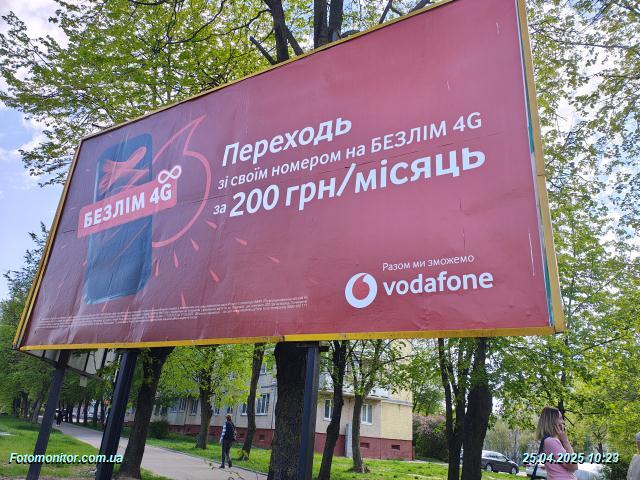 Переходь
зі своїм номером на БЕЗЛІМ 4G
за 200 грн/місяць
БЕЗЛІМ 4G
Разом ми зможемо
vodafone
Fotomonitor.com.ua
25.04.2025 10:23